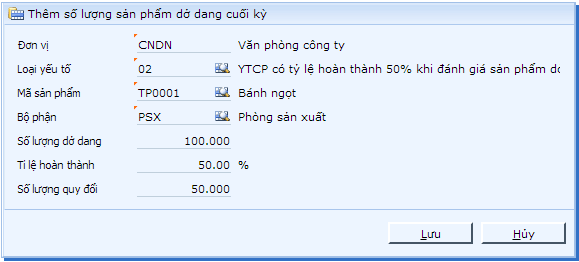 Thêm số lượng sản phẩm dở dang cuối kỳ
Đơn vị CNDN Văn phòng công ty
Loại yếu tố 02 YTCP có tỷ lệ hoàn thành 50% khi đánh giá sản phẩm dở
Mã sản phẩm TP0001 Bánh ngọt
Bộ phận PSX Phòng sản xuất
Số lượng dở dang 100.000
Tỉ lệ hoàn thành 50.00 %
Số lượng quy đổi 50.000
Lưu Hủy